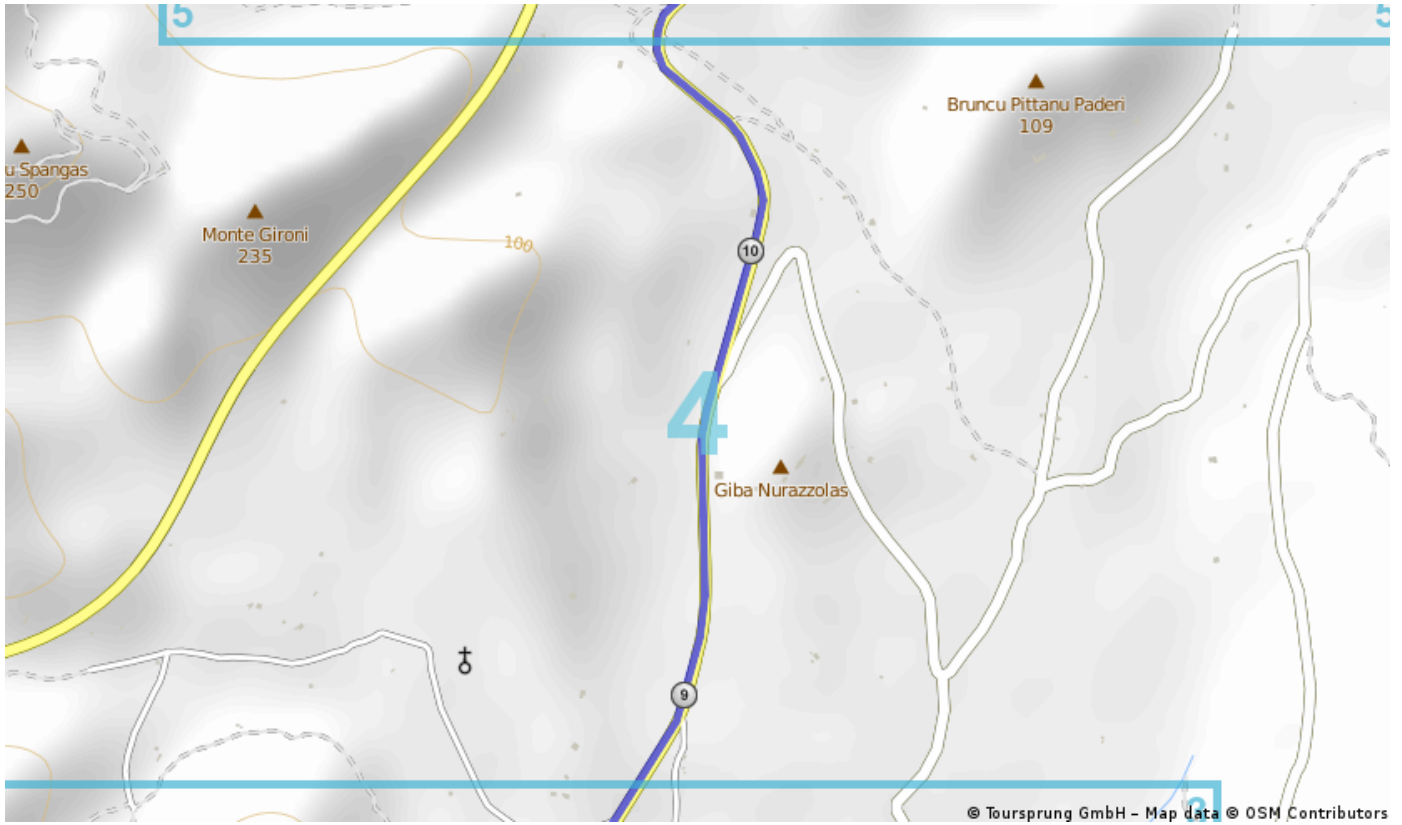 5
5
Bruncu Pittanu Paderi
109
u Spangas
250
Monte Gironi
235
100
10
4
Giba Nurazzolas
9
3
© Toursprung GmbH – Map data © OSM Contributors